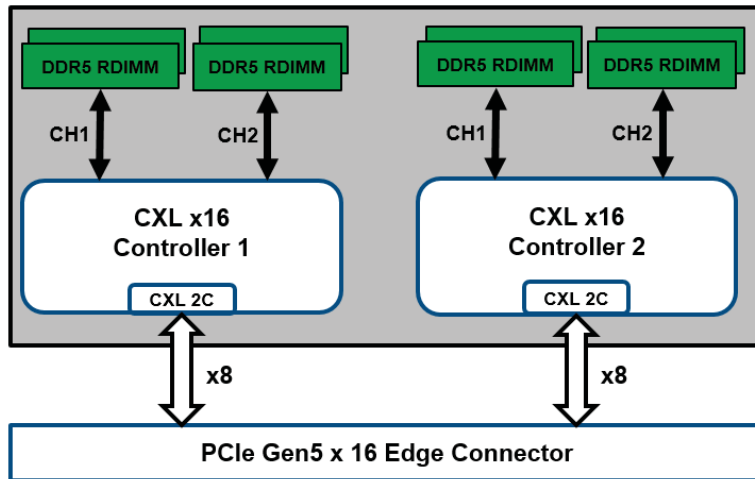 DDR5 RDIMM
DDR5 RDIMM
DDR5 RDIMM
DDR5 RDIMM
CH1
CH2
CH1
CH2
CXL x16
Controller 1
CXL x16
Controller 2
CXL 2C
CXL 2C
x8
x8
PCIe Gen5 x 16 Edge Connector